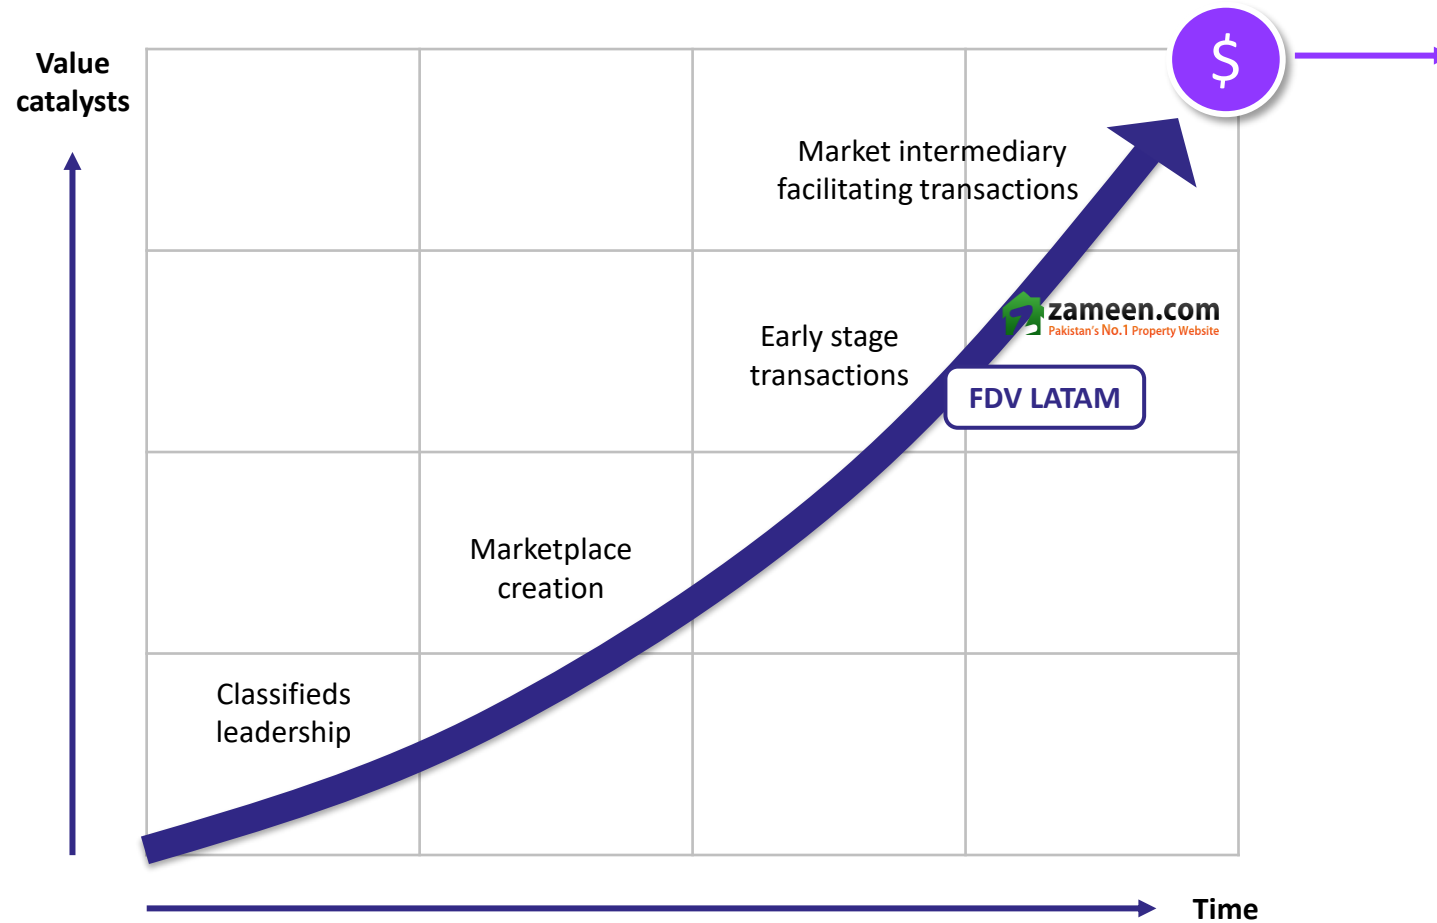 Value
catalysts
$
Market intermediary
facilitating transactions
zameen.com
Pakistan's No.1 Property Website
Early stage
transactions
FDV LATAM
Marketplace
creation
Classifieds
leadership
Time